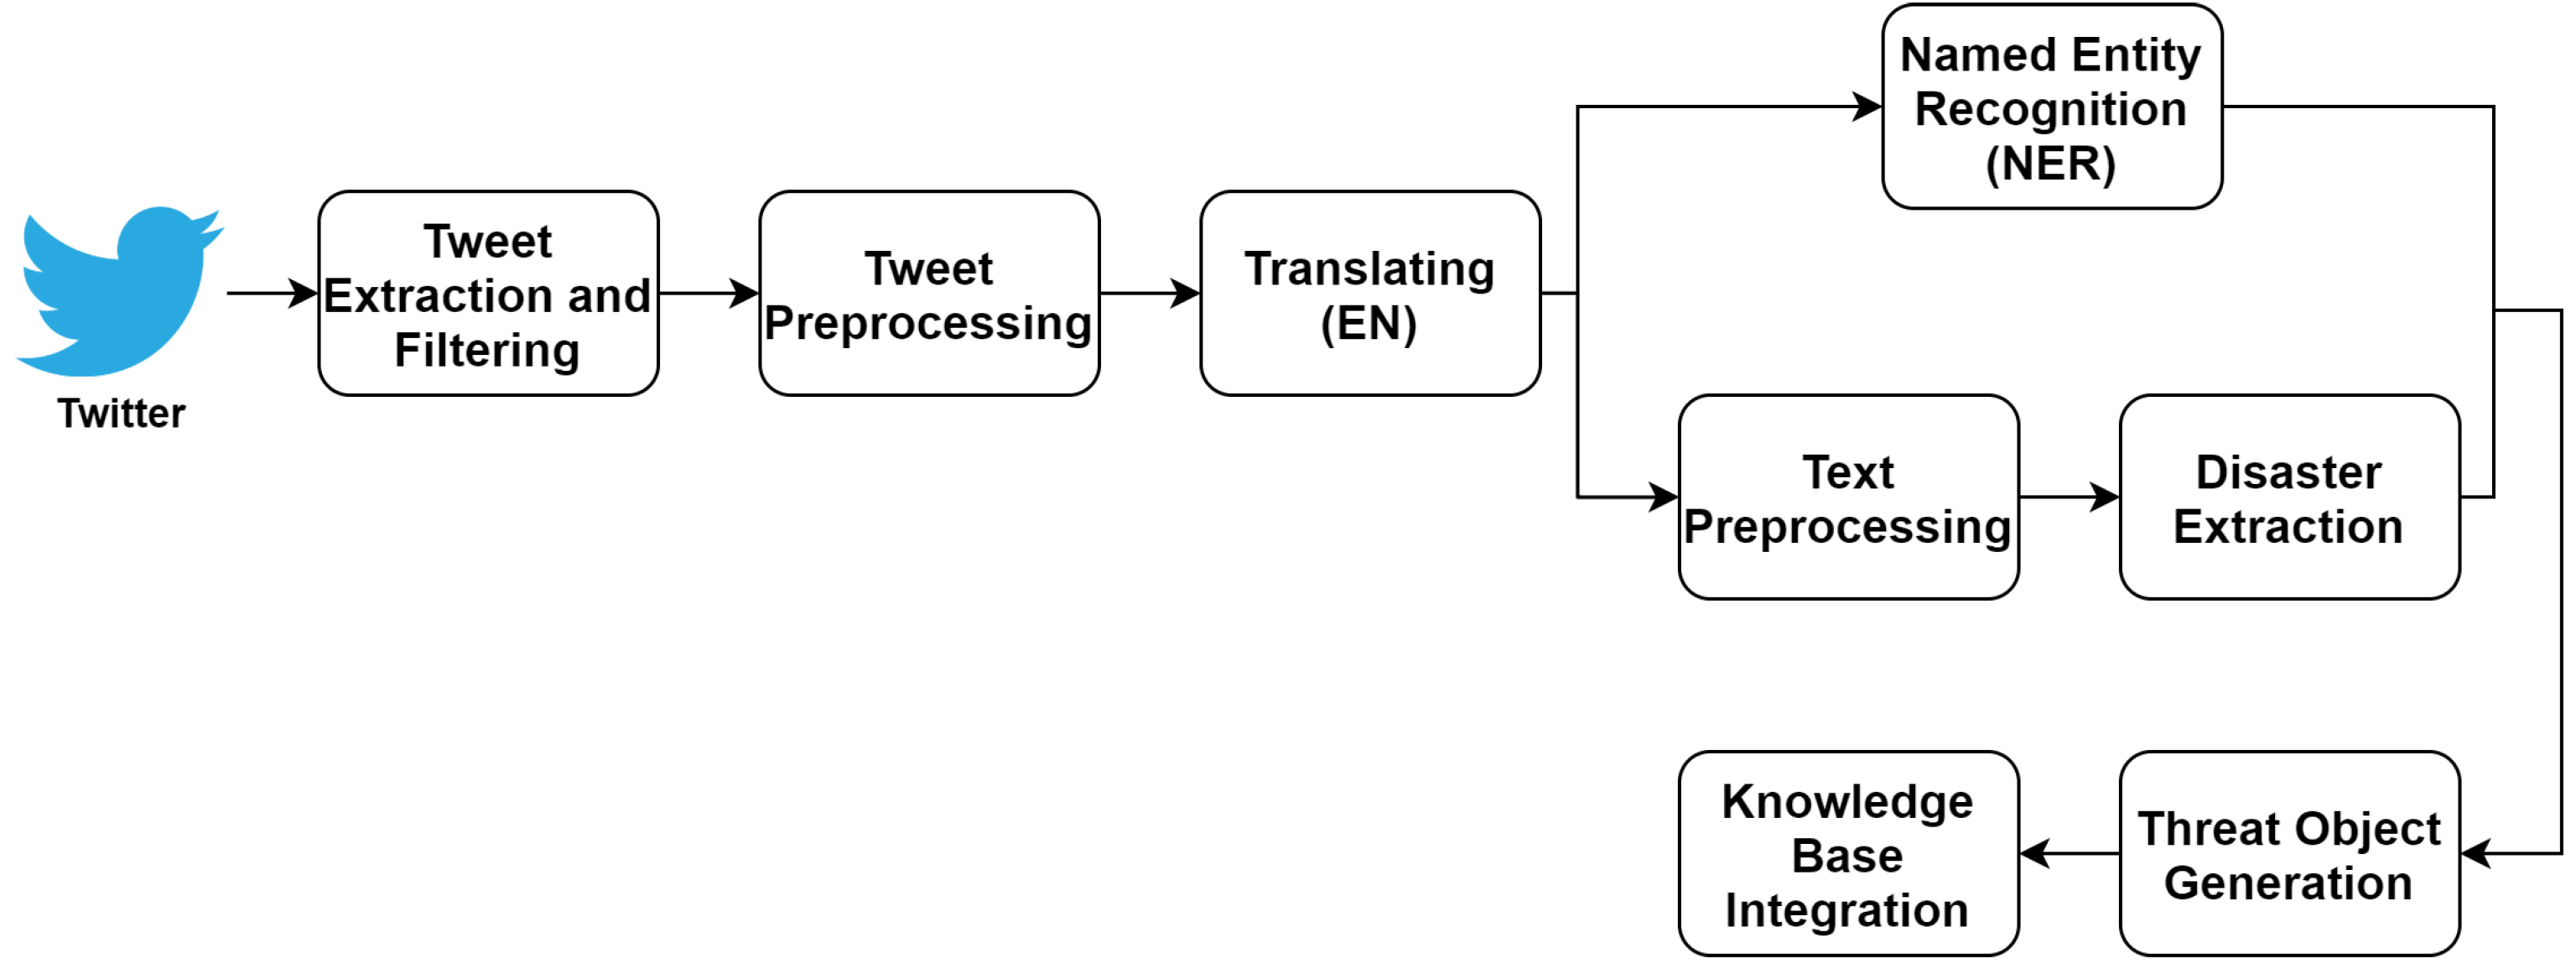 Twitter
Tweet
Extraction and
Filtering
Tweet
Preprocessing
Translating
(EN)
Named Entity
Recognition
(NER)
Text
Preprocessing
Disaster
Extraction
Threat Object
Generation
Knowledge
Base
Integration